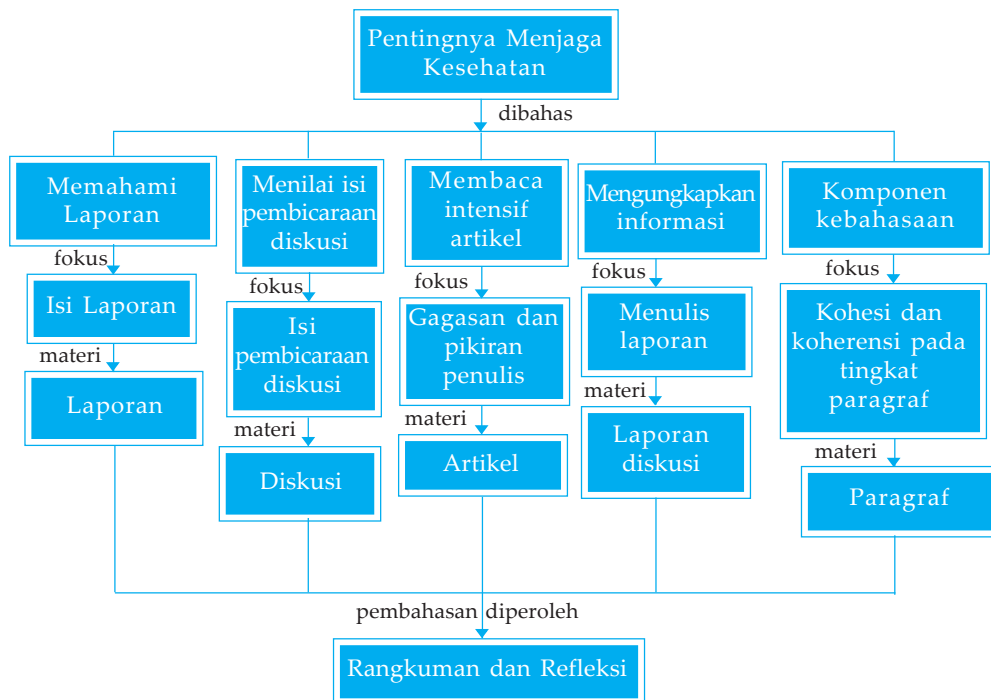 Pentingnya Menjaga
Kesehatan
dibahas
Memahami
Laporan
fokus
Isi Laporan
materi
Laporan
Menilai isi
pembicaraan
diskusi
fokus
Isi
pembicaraan
diskusi
materi
Diskusi
Membaca
intensif
artikel
fokus
Gagasan dan
pikiran
penulis
materi
Artikel
Mengungkapkan
informasi
fokus
Menulis
laporan
materi
Laporan
diskusi
Komponen
kebahasaan
fokus
Kohesi dan
koherensi pada
tingkat
paragraf
materi
Paragraf
pembahasan diperoleh
Rangkuman dan Refleksi